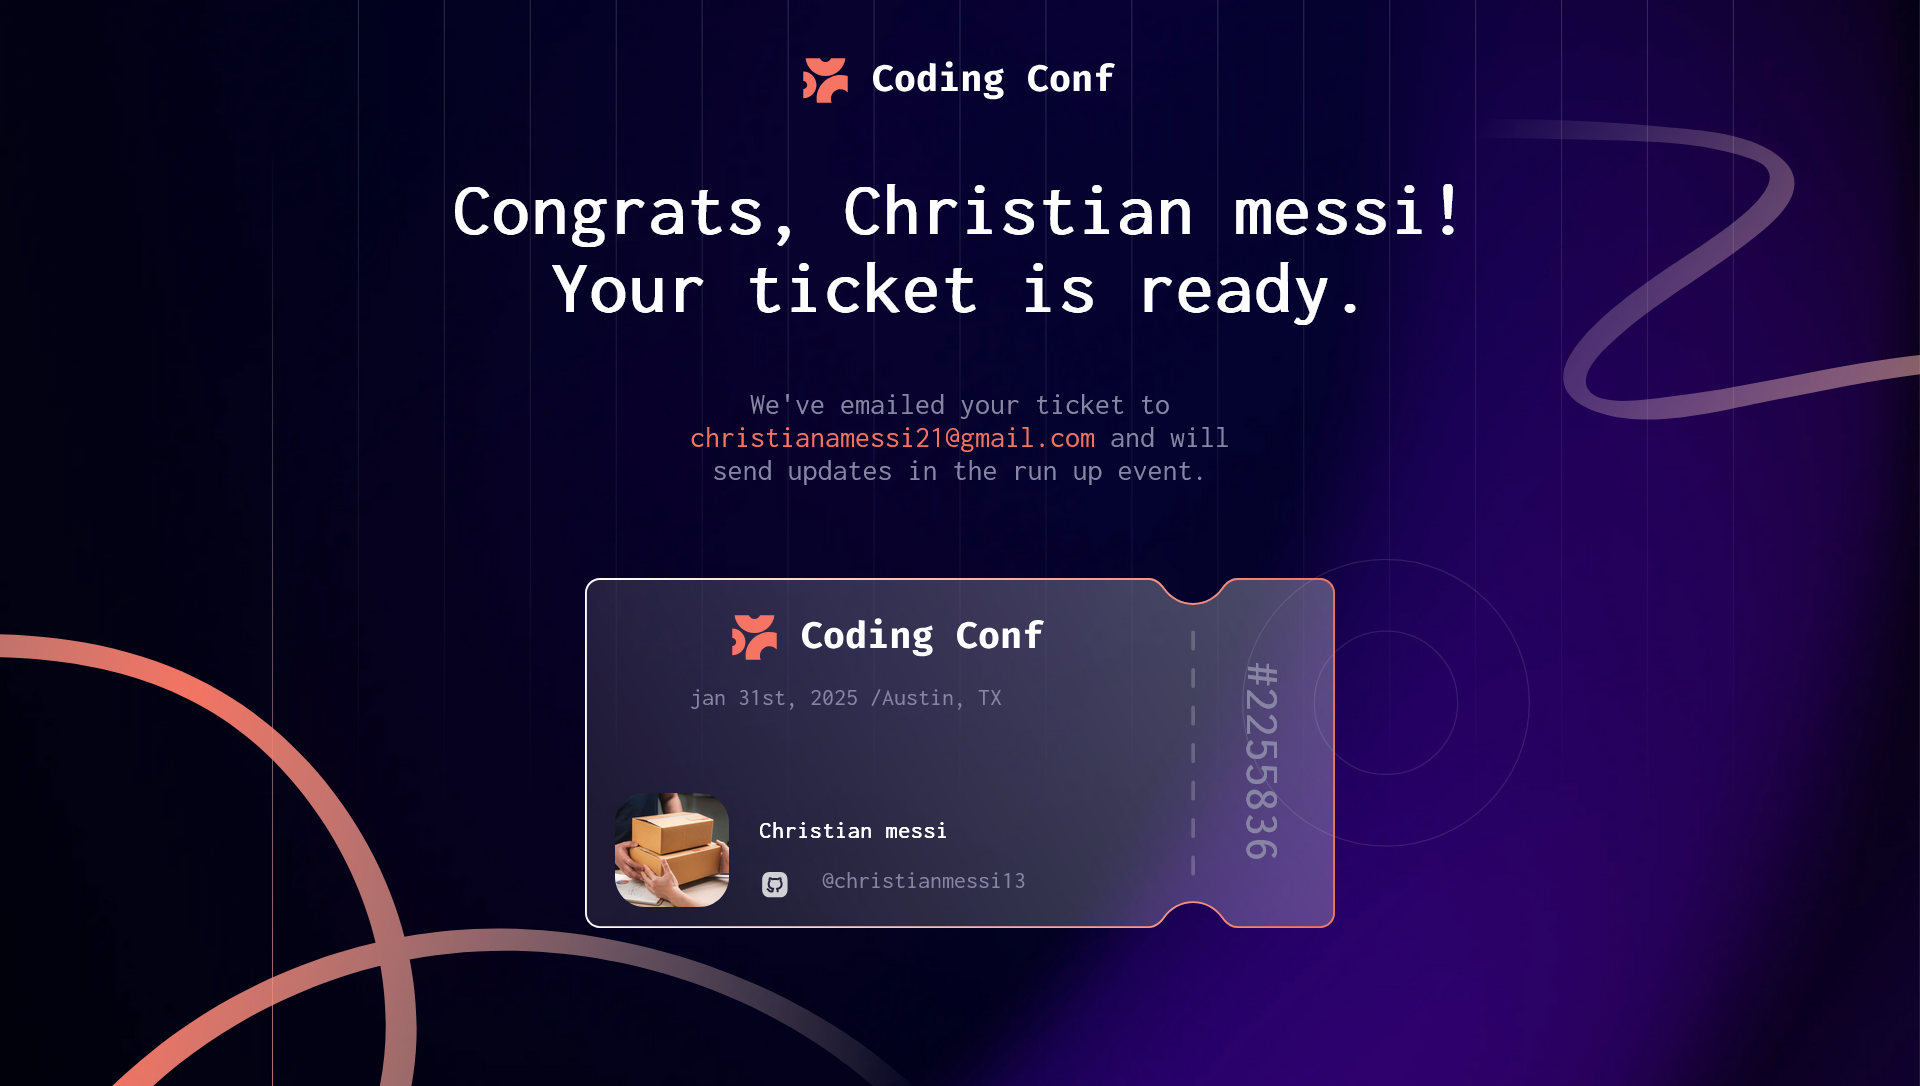 Coding Conf
Congrats, Christian messi!
Your ticket is ready.
We've emailed your ticket to
christianamessi21@gmail.com and will
send updates in the run up event.
Coding Conf
jan 31st, 2025 /Austin, TX
Christian messi
@christianmessi13
#2255836